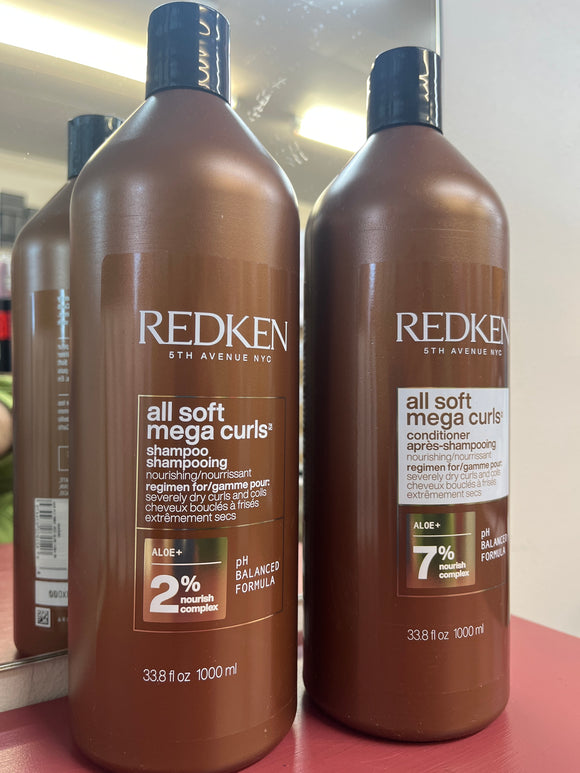 REDKEN
5TH AVENUE NYC
all soft
mega curls
shampoo
shampooing
nourishing/nourrissant
regimen for/gamme pour:
severely dry curls and coils
cheveux bouclés à frisés
extrêmement secs
ALOE+
2%
nourish
complex
pH
BALANCED
FORMULA
33.8 fl oz 1000 ml
REDKEN
5TH AVENUE NYC
all soft
mega curls
conditioner
après-shampooing
nourishing/nourrissant
regimen for/gamme pour:
severely dry curls and coils
cheveux bouclés à frisés
extrêmement secs
ALOE+
7%
nourish
complex
pH
BALANCED
FORMULA
33.8 fl oz 1000 ml